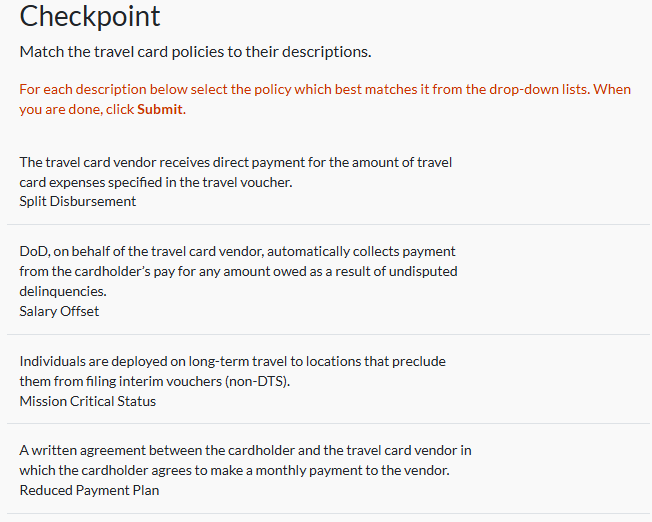 Checkpoint
Match the travel card policies to their descriptions.
For each description below select the policy which best matches it from the drop-down lists. When
you are done, click Submit.
The travel card vendor receives direct payment for the amount of travel
card expenses specified in the travel voucher.
Split Disbursement
DoD, on behalf of the travel card vendor, automatically collects payment
from the cardholder's pay for any amount owed as a result of undisputed
delinquencies.
Salary Offset
Individuals are deployed on long-term travel to locations that preclude
them from filing interim vouchers (non-DTS).
Mission Critical Status
A written agreement between the cardholder and the travel card vendor in
which the cardholder agrees to make a monthly payment to the vendor.
Reduced Payment Plan